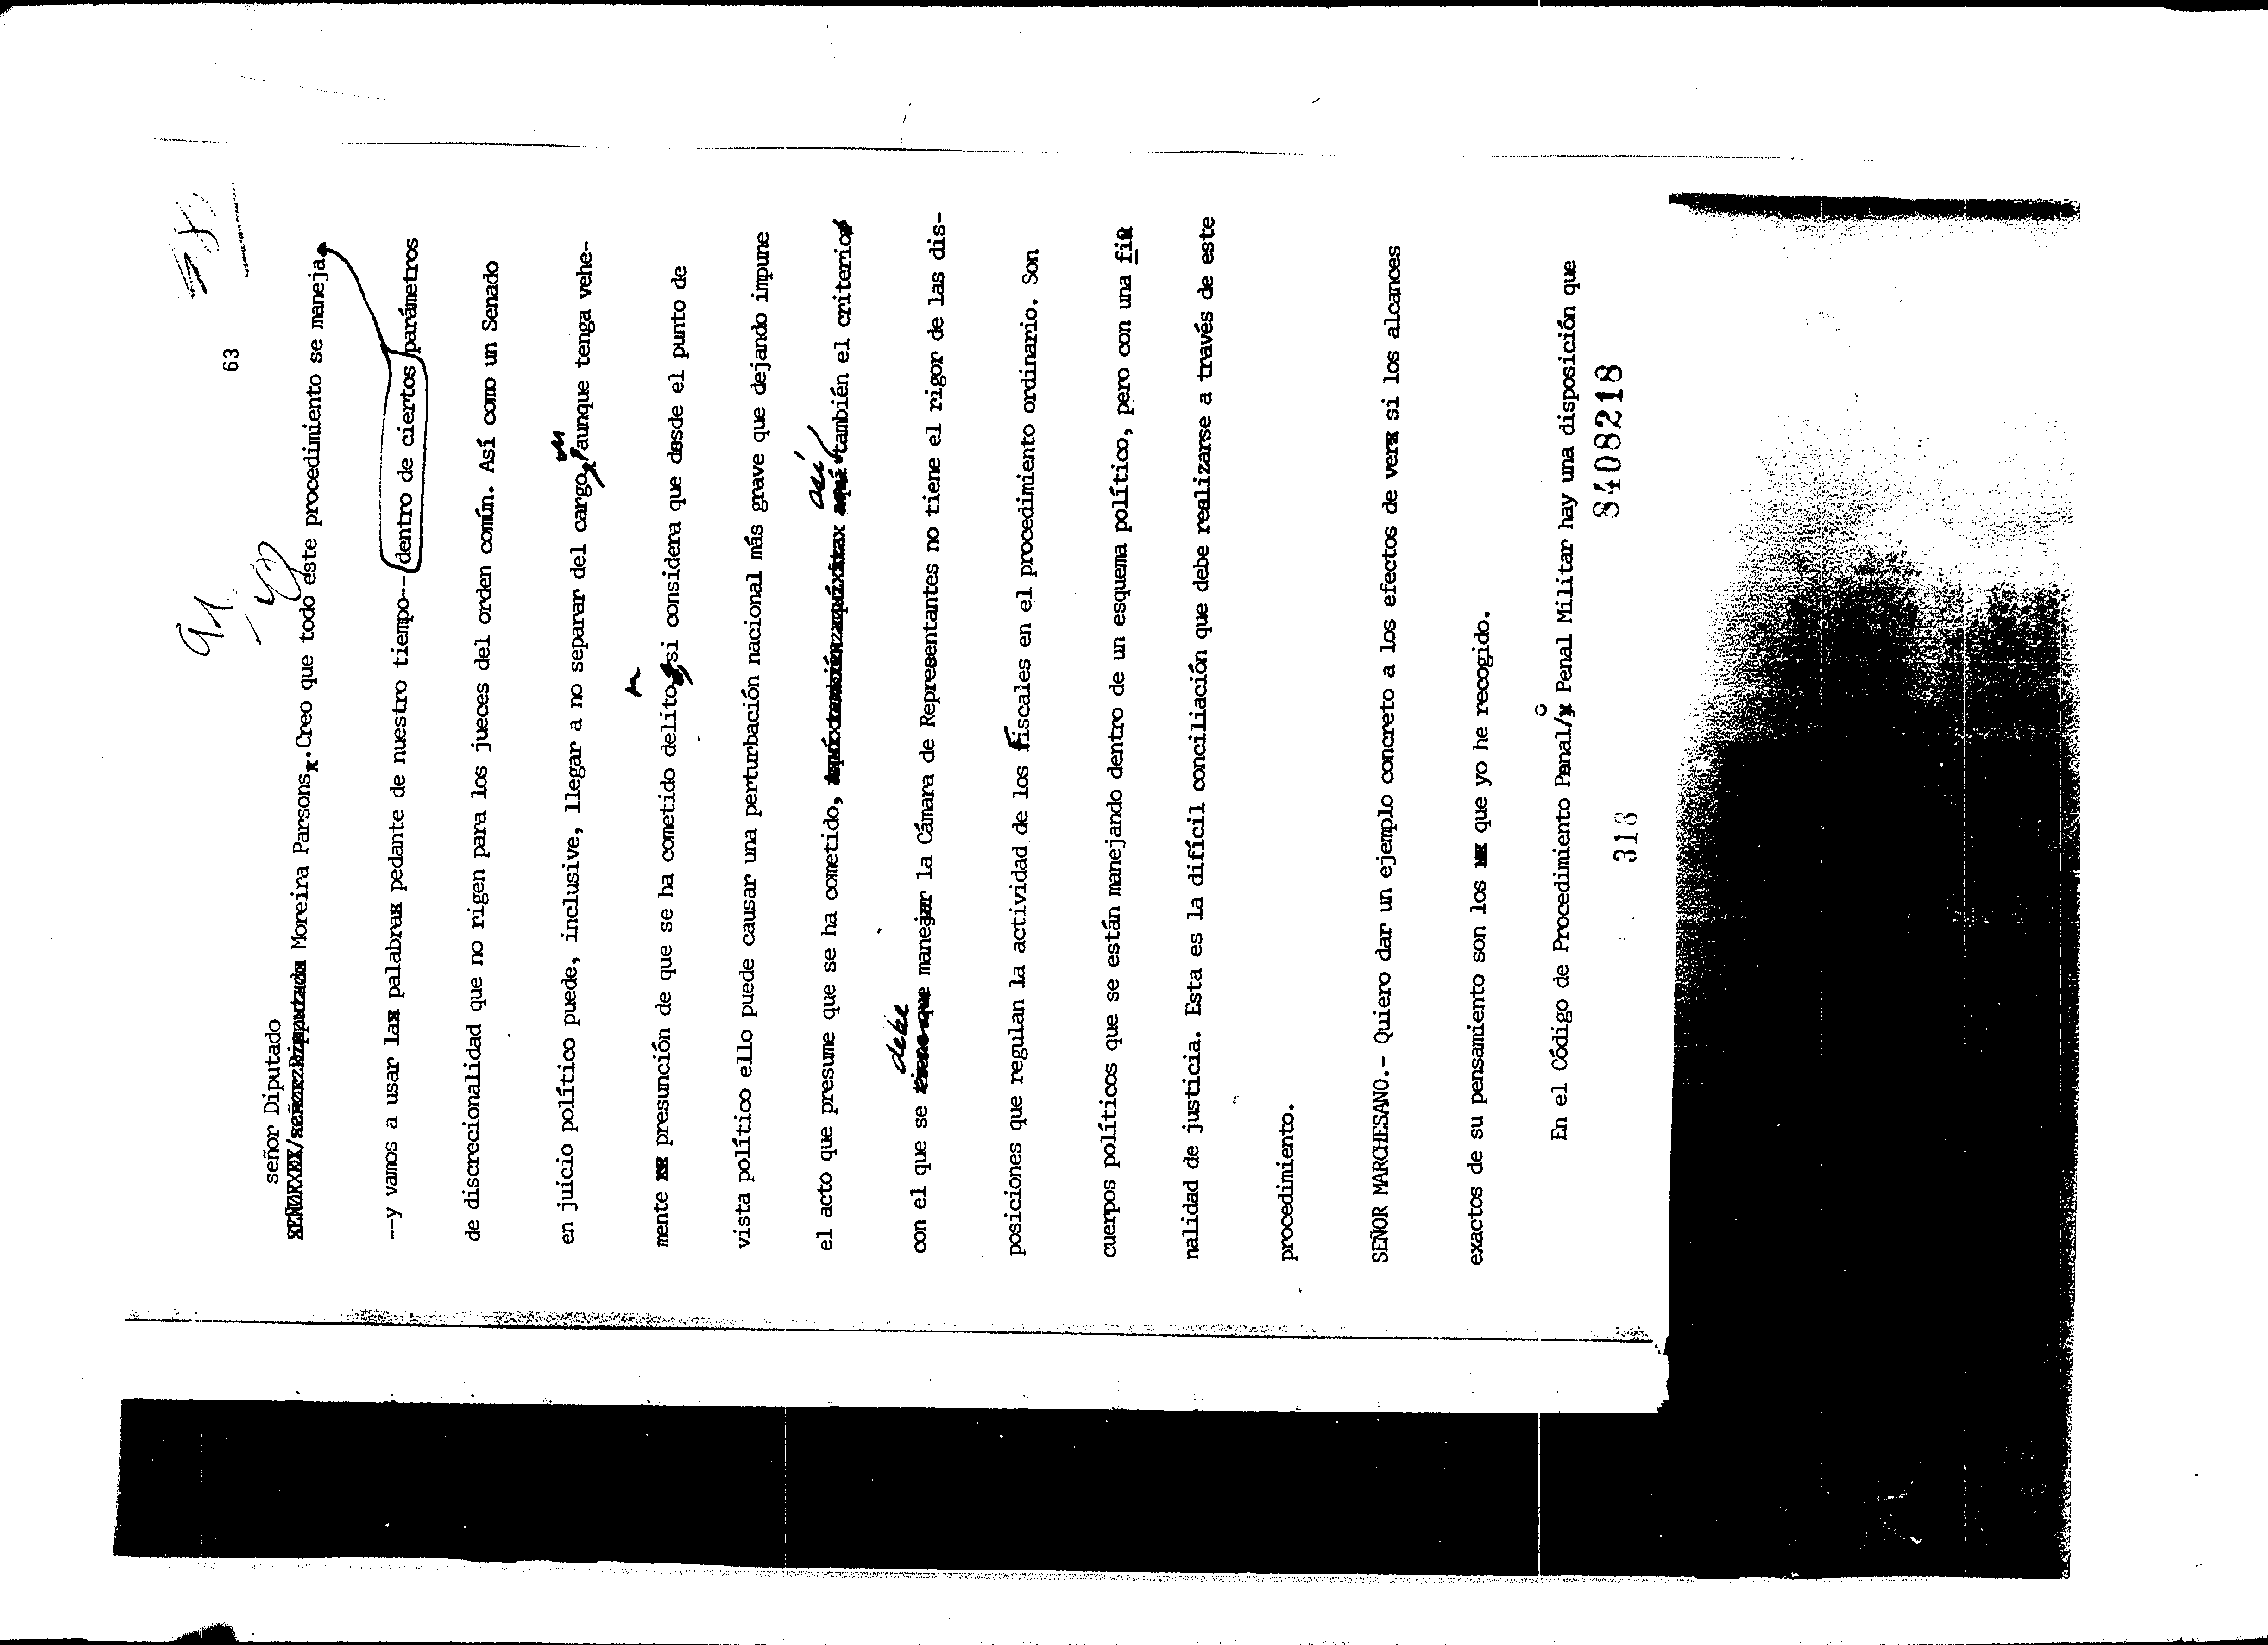 63
91
señor Diputado
Moreira Parsons. Creo que todo este procedimiento se maneja
--y vamos a usar la palabra pedante de nuestro tiempo-- dentro de ciertos parámetros
de discrecionalidad que no rigen para los jueces del orden común. Así como un Senado
en juicio político puede, inclusive, llegar a no separar del cargo, aunque tenga vehe-
mente presunción de que se ha cometido delito, si considera que desde el punto de
vista político ello puede causar una perturbación nacional más grave que dejando impune
el acto que presume que se ha cometido, así también el criterio
con el que se debe manejar la Cámara de Representantes no tiene el rigor de las dis-
posiciones que regulan la actividad de los fiscales en el procedimiento ordinario. Son
cuerpos políticos que se están manejando dentro de un esquema político, pero con una fi
nalidad de justicia. Esta es la difícil conciliación que debe realizarse a través de este
procedimiento.
SEÑOR MARCHESANO.- Quiero dar un ejemplo concreto a los efectos de ver si los alcances
exactos de su pensamiento son los que yo he recogido.
En el Código de Procedimiento Penal/o Penal Militar hay una disposición que
318
8408218